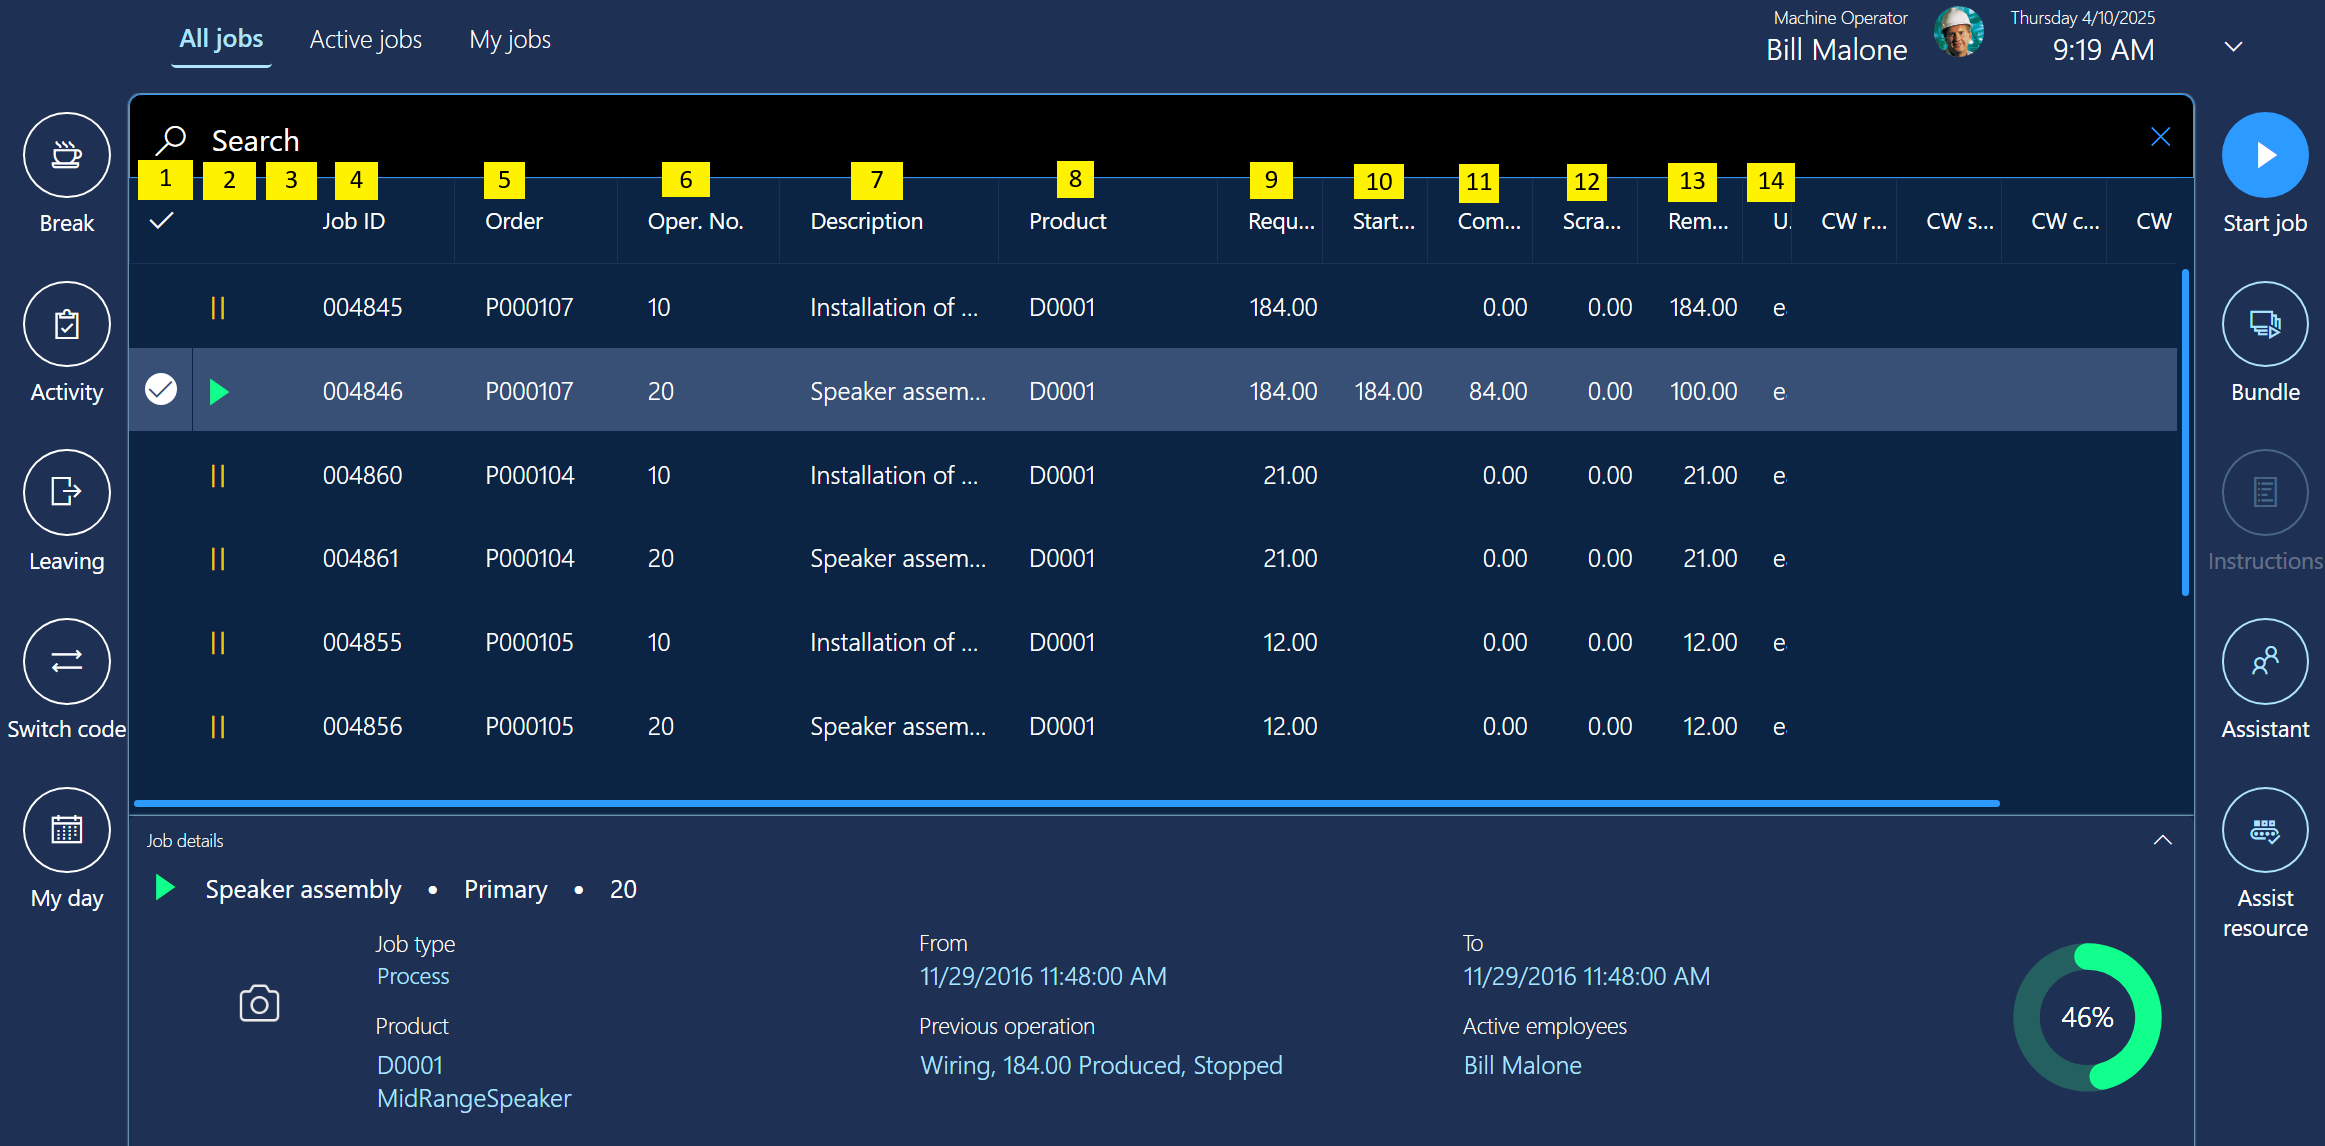 All jobs Active jobs My jobs
Machine Operator
Bill Malone
Thursday 4/10/2025
9:19 AM
Search
1 2 3 4 5 6 7 8 9 10 11 12 13 14
Job ID Order Oper. No. Description Product Requ... Start... Com... Scra... Rem... U. CW r... CW s... CW c... CW
004845 P000107 10 Installation of ... D0001 184.00 0.00 0.00 184.00 e
004846 P000107 20 Speaker assem... D0001 184.00 184.00 84.00 0.00 100.00 e
004860 P000104 10 Installation of ... D0001 21.00 0.00 0.00 21.00 e
004861 P000104 20 Speaker assem... D0001 21.00 0.00 0.00 21.00 e
004855 P000105 10 Installation of ... D0001 12.00 0.00 0.00 12.00 e
004856 P000105 20 Speaker assem... D0001 12.00 0.00 0.00 12.00 e
Break
Activity
Leaving
Switch code
My day
Start job
Bundle
Instructions
Assistant
Assist
resource
Job details
Speaker assembly • Primary • 20
Job type
Process
From
11/29/2016 11:48:00 AM
To
11/29/2016 11:48:00 AM
Product
D0001
MidRangeSpeaker
Previous operation
Wiring, 184.00 Produced, Stopped
Active employees
Bill Malone
46%